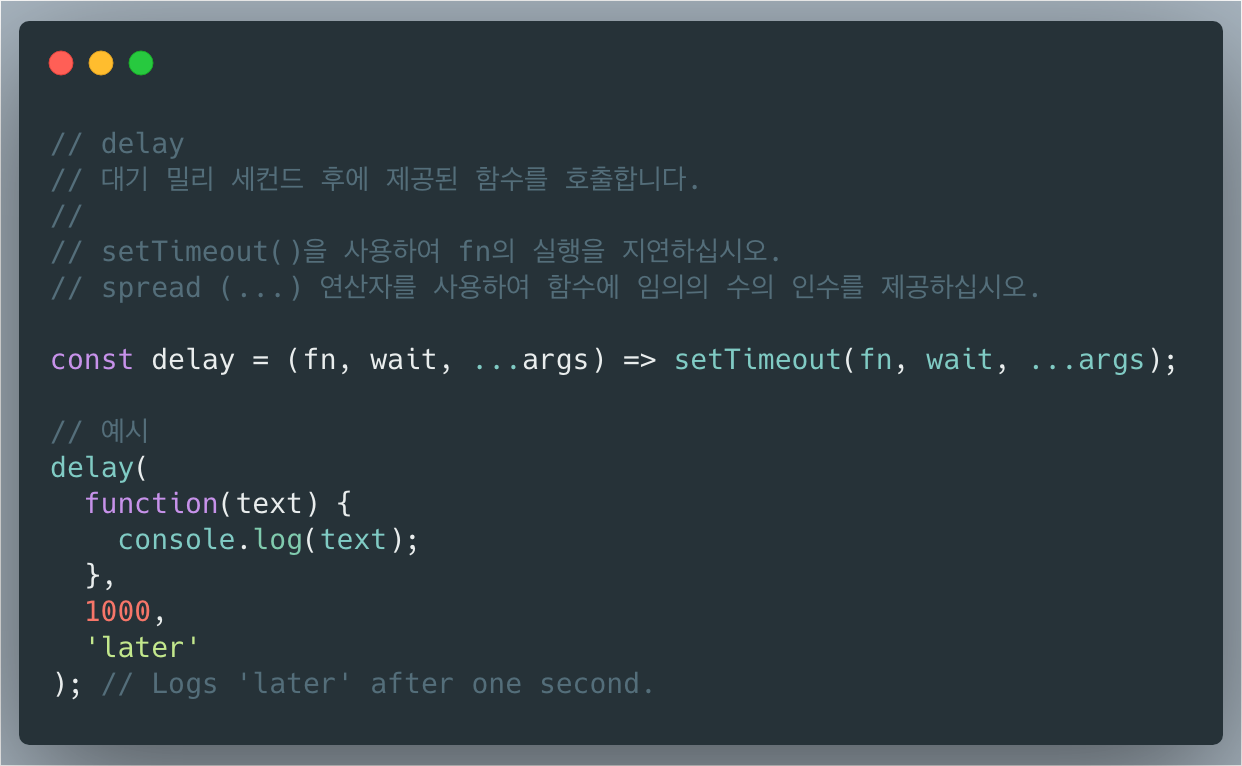 // delay
// 대기 밀리 세컨드 후에 제공된 함수를 호출합니다.
//
// setTimeout()을 사용하여 fn의 실행을 지연하십시오.
// spread (...) 연산자를 사용하여 함수에 임의의 수의 인수를 제공하십시오.
const delay = (fn, wait, ...args) => setTimeout(fn, wait, ...args);
// 예시
delay(
  function(text) {
    console.log(text);
  },
  1000,
  'later'
); // Logs 'later' after one second.